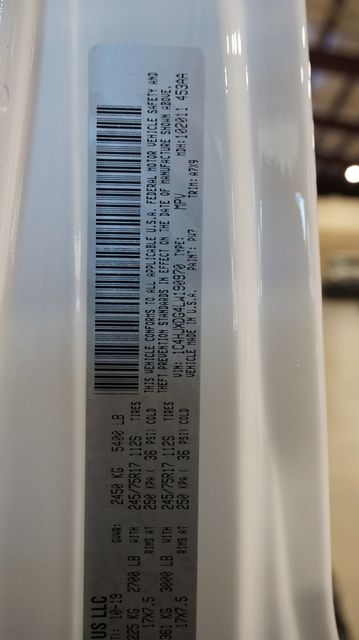 US LLC
T): 10-19 GVWR: 2450 KG 5400 LB
225 KG 2700 LB WITH 245/75R17 112S TIRES
17X7.5 RIMS AT 250 KPA ( 36 PSI) COLD
361 KG 3000 LB WITH 245/75R17 112S TIRES
17X7.5 RIMS AT 250 KPA ( 36 PSI) COLD
THIS VEHICLE CONFORMS TO ALL APPLICABLE U.S.A. FEDERAL MOTOR VEHICLE SAFETY AND
THEFT PREVENTION STANDARDS IN EFFECT ON THE DATE OF MANUFACTURE SHOWN ABOVE.
VIN: 1C4HJXDG4LW190970 TYPE: MPV MDH: 102011 453AA
MADE IN U.S.A. PAINT: PW7 TRIM: A7X9